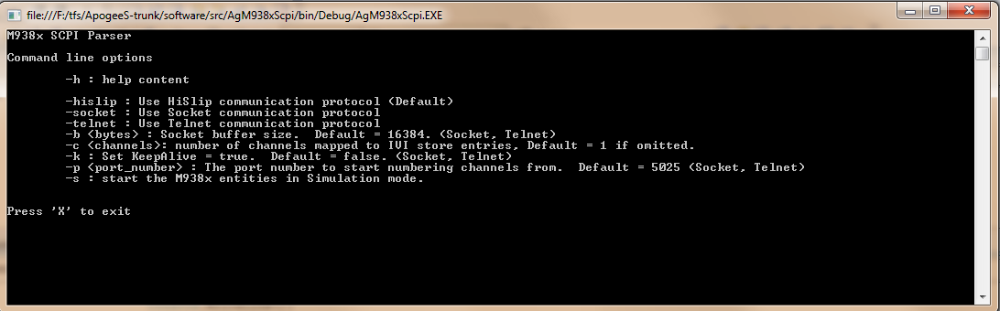 file:///F:/tfs/ApogeeS-trunk/software/src/AgM938xScpi/bin/Debug/AgM938xScpi.EXE
M938x SCPI Parser
Command line options
-h : help content
-hislip : Use HiSlip communication protocol (Default)
-socket : Use Socket communication protocol
-telnet : Use Telnet communication protocol
-b <bytes> : Socket buffer size.  Default = 16384. (Socket, Telnet)
-c <channels>: number of channels mapped to IVI store entries, Default = 1 if omitted.
-k : Set KeepAlive = true.  Default = false. (Socket, Telnet)
-p <port_number> : The port number to start numbering channels from.  Default = 5025 (Socket, Telnet)
-s : start the M938x entities in Simulation mode.
Press 'X' to exit